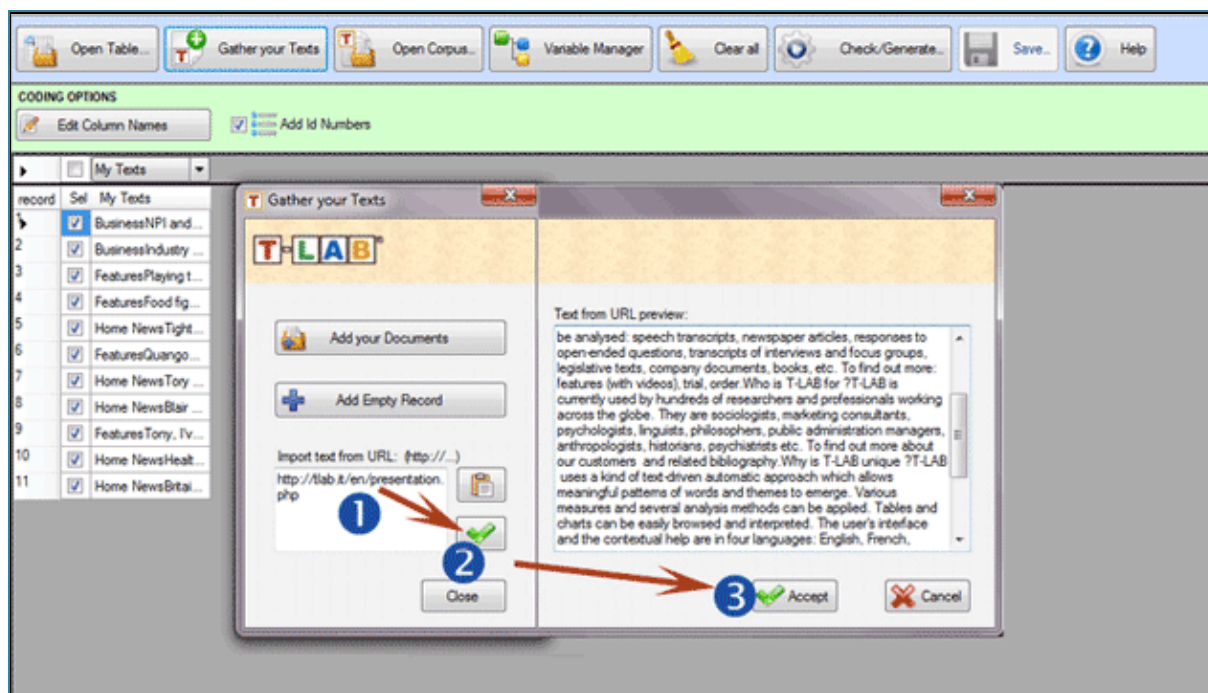 Open Table... Gather your Texts Open Corpus... Variable Manager Clear all Check/Generate... Save... Help
CODING OPTIONS
Edit Column Names Add Id Numbers
My Texts
record Sel My Texts
1 BusinessNPI and...
2 BusinessIndustry ...
3 FeaturesPlaying t...
4 FeaturesFood fig...
5 Home NewsTight...
6 FeaturesQuango...
7 Home NewsTory ...
8 Home NewsBlair ...
9 FeaturesTony, I'v...
10 Home NewsHealt...
11 Home NewsBritai...
T Gather your Texts
T-LAB®
Add your Documents
Add Empty Record
Import text from URL: (http://...)
http://tlab.it/en/presentation.
php
1
2
Close
Text from URL preview:
be analysed: speech transcripts, newspaper articles, responses to
open-ended questions, transcripts of interviews and focus groups,
legislative texts, company documents, books, etc. To find out more:
features (with videos), trial, order.Who is T-LAB for ?T-LAB is
currently used by hundreds of researchers and professionals working
across the globe. They are sociologists, marketing consultants,
psychologists, linguists, philosophers, public administration managers,
anthropologists, historians, psychiatrists etc. To find out more about
our customers and related bibliography.Why is T-LAB unique ?T-LAB
uses a kind of text-driven automatic approach which allows
meaningful patterns of words and themes to emerge. Various
measures and several analysis methods can be applied. Tables and
charts can be easily browsed and interpreted. The user's interface
and the contextual help are in four languages: English, French,
3 Accept Cancel